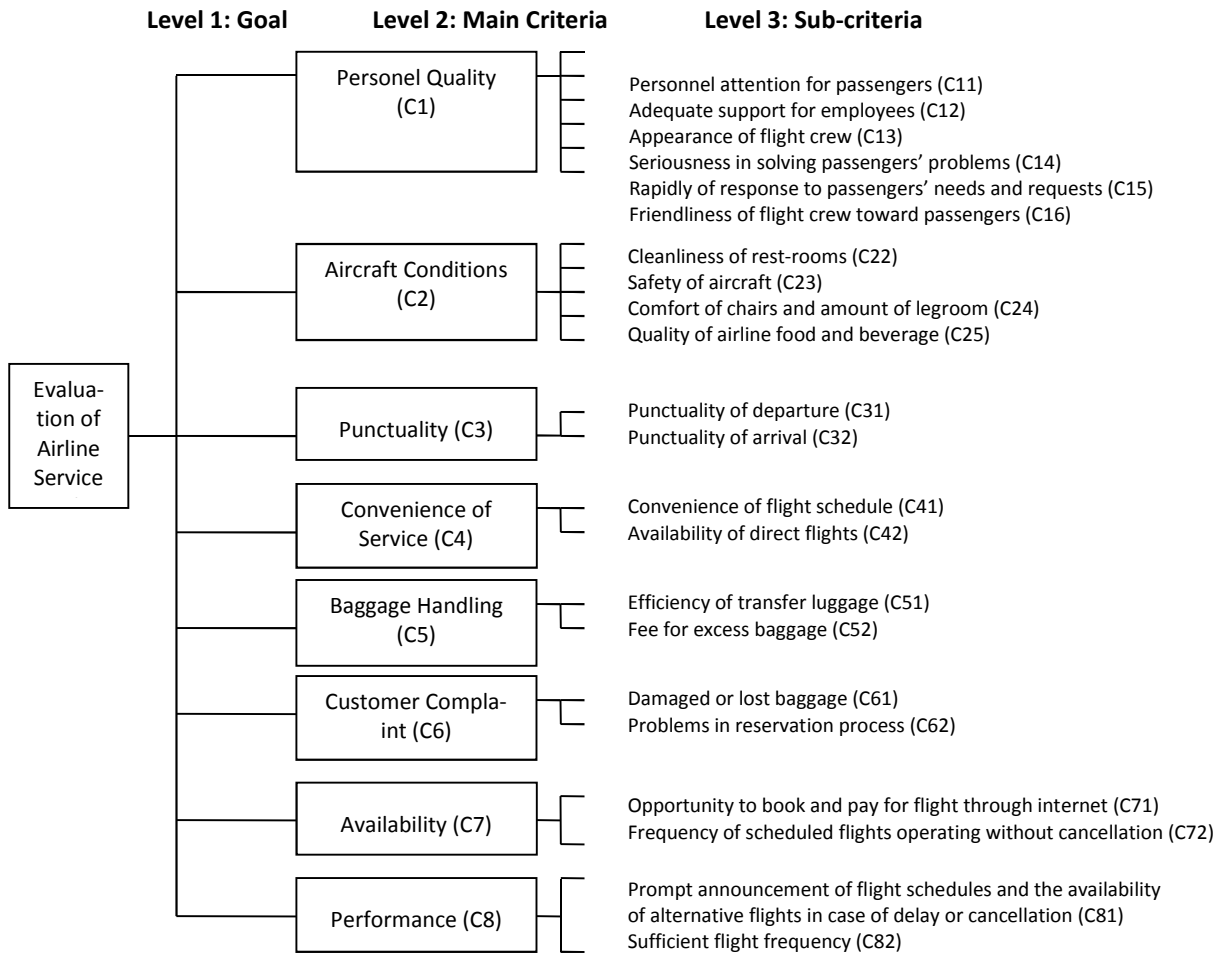 Level 1: Goal Level 2: Main Criteria Level 3: Sub-criteria
Personel Quality
(C1)
Personnel attention for passengers (C11)
Adequate support for employees (C12)
Appearance of flight crew (C13)
Seriousness in solving passengers’ problems (C14)
Rapidly of response to passengers’ needs and requests (C15)
Friendliness of flight crew toward passengers (C16)
Aircraft Conditions
(C2)
Cleanliness of rest-rooms (C22)
Safety of aircraft (C23)
Comfort of chairs and amount of legroom (C24)
Quality of airline food and beverage (C25)
Evalua-
tion of
Airline
Service
Punctuality (C3)
Punctuality of departure (C31)
Punctuality of arrival (C32)
Convenience of
Service (C4)
Convenience of flight schedule (C41)
Availability of direct flights (C42)
Baggage Handling
(C5)
Efficiency of transfer luggage (C51)
Fee for excess baggage (C52)
Customer Compla-
int (C6)
Damaged or lost baggage (C61)
Problems in reservation process (C62)
Availability (C7)
Opportunity to book and pay for flight through internet (C71)
Frequency of scheduled flights operating without cancellation (C72)
Performance (C8)
Prompt announcement of flight schedules and the availability
of alternative flights in case of delay or cancellation (C81)
Sufficient flight frequency (C82)